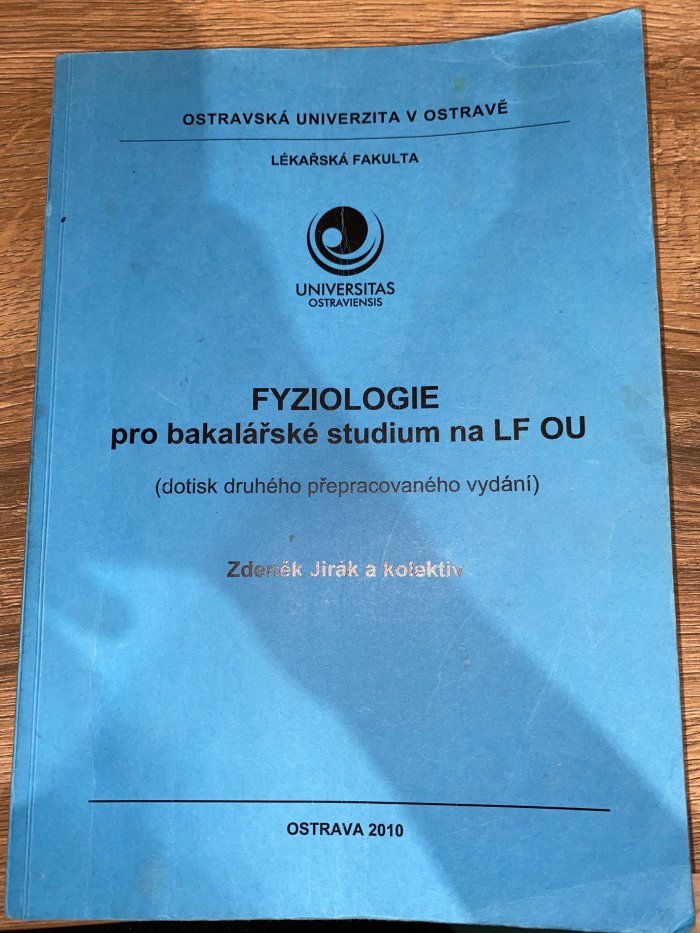 OSTRAVSKÁ UNIVERZITA V OSTRAVĚ
LÉKAŘSKÁ FAKULTA
UNIVERSITAS
OSTRAVIENSIS
FYZIOLOGIE
pro bakalářské studium na LF OU
(dotisk druhého přepracovaného vydání)
Zdeněk Jirák a kolektiv
OSTRAVA 2010